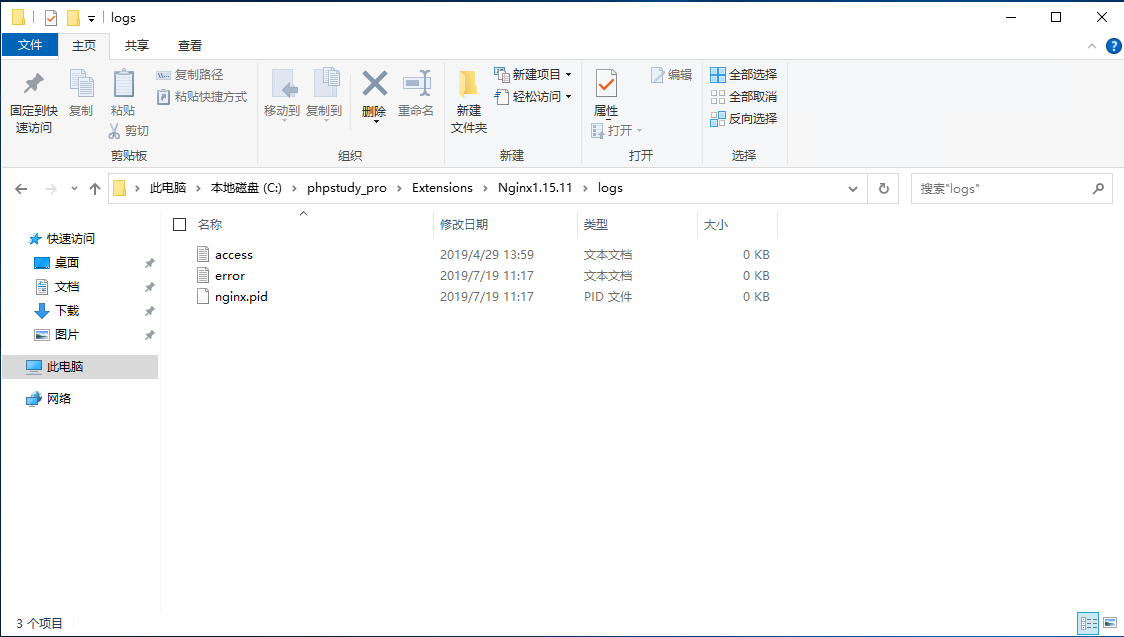 logs
文件 主页 共享 查看
固定到快速访问
复制
粘贴
复制路径
粘贴快捷方式
剪切
剪贴板
移动到 复制到 删除 重命名
组织
新建文件夹
新建项目
轻松访问
新建
属性
打开
编辑
打开
全部选择
全部取消
反向选择
选择
此电脑 › 本地磁盘 (C:) › phpstudy_pro › Extensions › Nginx1.15.11 › logs
搜索"logs"
快速访问
桌面
文档
下载
图片
此电脑
网络
名称 修改日期 类型 大小
access 2019/4/29 13:59 文本文档 0 KB
error 2019/7/19 11:17 文本文档 0 KB
nginx.pid 2019/7/19 11:17 PID 文件 0 KB
3 个项目